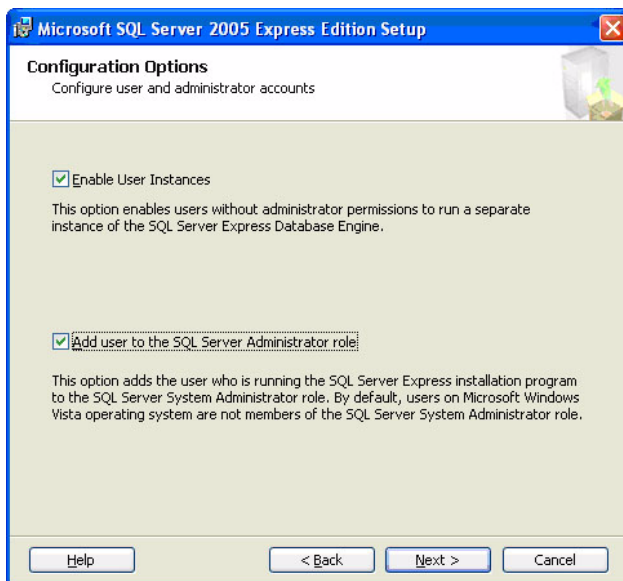 Microsoft SQL Server 2005 Express Edition Setup
Configuration Options
Configure user and administrator accounts
Enable User Instances
This option enables users without administrator permissions to run a separate
instance of the SQL Server Express Database Engine.
Add user to the SQL Server Administrator role
This option adds the user who is running the SQL Server Express installation program
to the SQL Server System Administrator role. By default, users on Microsoft Windows
Vista operating system are not members of the SQL Server System Administrator role.
Help
< Back
Next >
Cancel